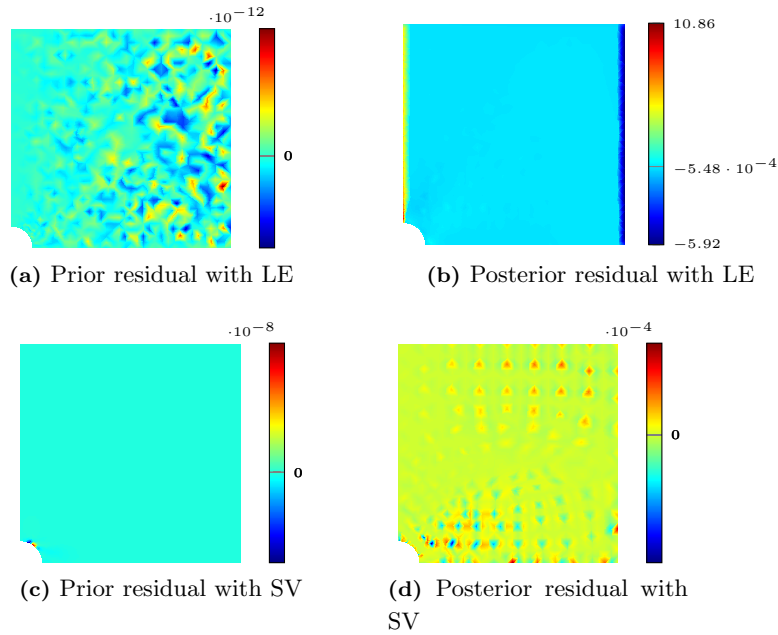 ·10−12
0
(a) Prior residual with LE
10.86
−5.48 · 10−4
−5.92
(b) Posterior residual with LE
·10−8
0
(c) Prior residual with SV
·10−4
0
(d) Posterior residual with
SV